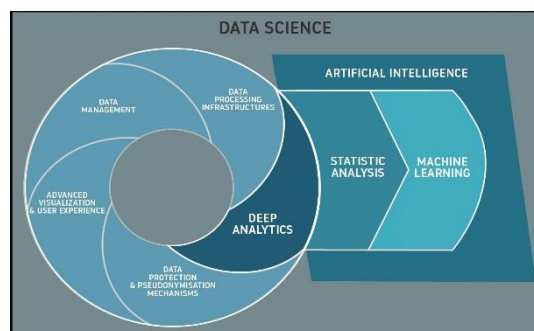 DATA SCIENCE
ARTIFICIAL INTELLIGENCE
DATA
PROCESSING
INFRASTRUCTURES
DATA
MANAGEMENT
STATISTIC
ANALYSIS
MACHINE
LEARNING
ADVANCED
VISUALIZATION
& USER EXPERIENCE
DEEP
ANALYTICS
DATA
PROTECTION
& PSEUDONYMISATION
MECHANISMS